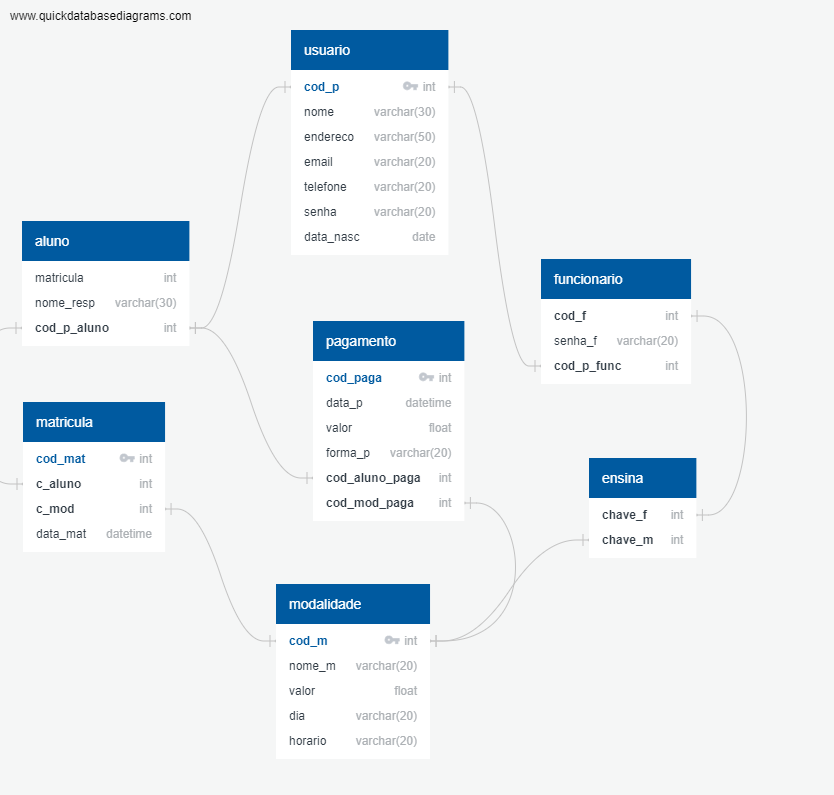 www.quickdatabasediagrams.com
usuario
cod_p int
nome varchar(30)
endereco varchar(50)
email varchar(20)
telefone varchar(20)
senha varchar(20)
data_nasc date
aluno
matricula int
nome_resp varchar(30)
cod_p_aluno int
funcionario
cod_f int
senha_f varchar(20)
cod_p_func int
pagamento
cod_paga int
data_p datetime
valor float
forma_p varchar(20)
cod_aluno_paga int
cod_mod_paga int
matricula
cod_mat int
c_aluno int
c_mod int
data_mat datetime
ensina
chave_f int
chave_m int
modalidade
cod_m int
nome_m varchar(20)
valor float
dia varchar(20)
horario varchar(20)